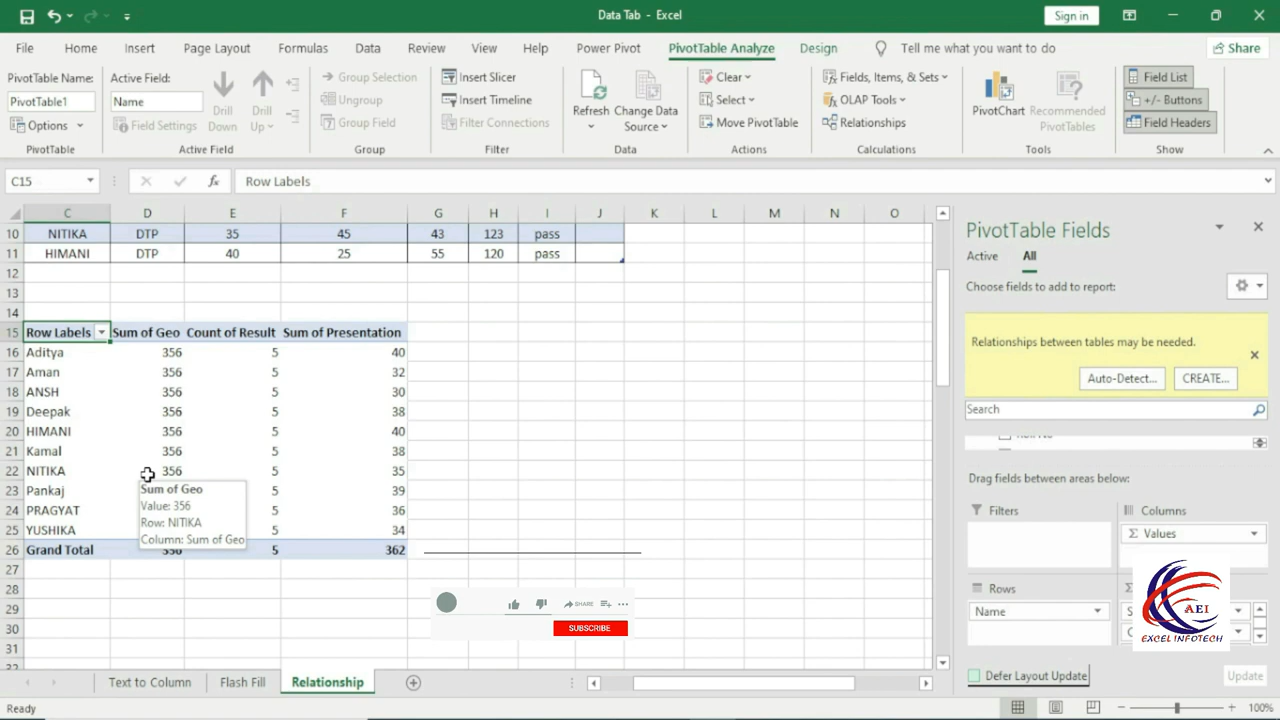 Data Tab - Excel
Sign in
File Home Insert Page Layout Formulas Data Review View Help Power Pivot PivotTable Analyze Design Tell me what you want to do Share
PivotTable Name: Active Field:
PivotTable1 Name
Options Field Settings
Drill Down Drill Up
PivotTable Active Field
Group Selection
Ungroup
Group Field
Group
Insert Slicer
Insert Timeline
Filter Connections
Filter
Refresh Change Data Source
Data
Clear
Select
Move PivotTable
Actions
Fields, Items, & Sets
OLAP Tools
Relationships
Calculations
PivotChart Recommended PivotTables
Tools
Field List
+/- Buttons
Field Headers
Show
C15 fx Row Labels
C D E F G H I J K L M N O
10 NITIKA DTP 35 45 43 123 pass
11 HIMANI DTP 40 25 55 120 pass
12
13
14
15 Row Labels Sum of Geo Count of Result Sum of Presentation
16 Aditya 356 5 40
17 Aman 356 5 32
18 ANSH 356 5 30
19 Deepak 356 5 38
20 HIMANI 356 5 40
21 Kamal 356 5 38
22 NITIKA 356 5 35
23 Pankaj 5 39
24 PRAGYAT 5 36
25 YUSHIKA 5 34
26 Grand Total 356 5 362
27
28
29
30
31
Sum of Geo
Value: 356
Row: NITIKA
Column: Sum of Geo
SHARE
SUBSCRIBE
PivotTable Fields
Active All
Choose fields to add to report:
Relationships between tables may be needed.
Auto-Detect... CREATE...
Search
Drag fields between areas below:
Filters Columns
Σ Values
Rows Σ
Name
AEI
EXCEL INFOTECH
Defer Layout Update Update
Text to Column Flash Fill Relationship
Ready 100%